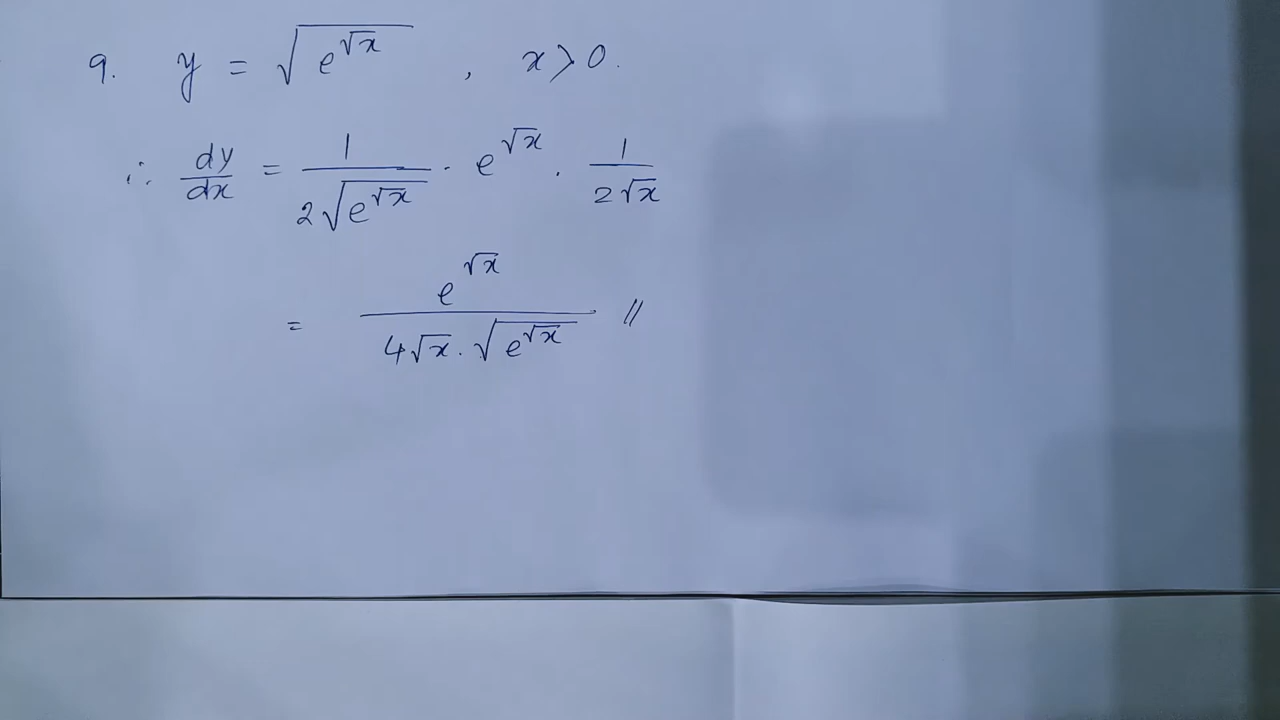 9. y = √(e^√x) , x > 0.
∴ dy/dx = 1/(2√(e^√x)) · e^√x · 1/(2√x)
= e^√x/(4√x · √(e^√x)) //